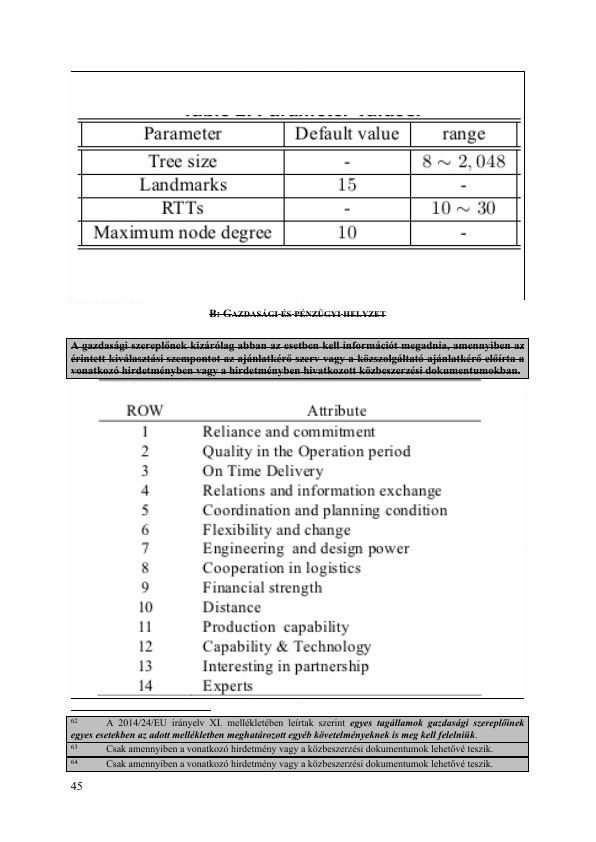 Parameter Default value range
Tree size - 8 ∼ 2, 048
Landmarks 15 -
RTTs - 10 ∼ 30
Maximum node degree 10 -
B: GAZDASÁGI ÉS PÉNZÜGYI HELYZET
A gazdasági szereplőnek kizárólag abban az esetben kell információt megadnia, amennyiben az
érintett kiválasztási szempontot az ajánlatkérő szerv vagy a közszolgáltató ajánlatkérő előírta a
vonatkozó hirdetményben vagy a hirdetményben hivatkozott közbeszerzési dokumentumokban.
ROW Attribute
1 Reliance and commitment
2 Quality in the Operation period
3 On Time Delivery
4 Relations and information exchange
5 Coordination and planning condition
6 Flexibility and change
7 Engineering and design power
8 Cooperation in logistics
9 Financial strength
10 Distance
11 Production capability
12 Capability & Technology
13 Interesting in partnership
14 Experts
62 A 2014/24/EU irányelv XI. mellékletében leírtak szerint egyes tagállamok gazdasági szereplőinek
egyes esetekben az adott mellékletben meghatározott egyéb követelményeknek is meg kell felelniük.
63 Csak amennyiben a vonatkozó hirdetmény vagy a közbeszerzési dokumentumok lehetővé teszik.
64 Csak amennyiben a vonatkozó hirdetmény vagy a közbeszerzési dokumentumok lehetővé teszik.
45